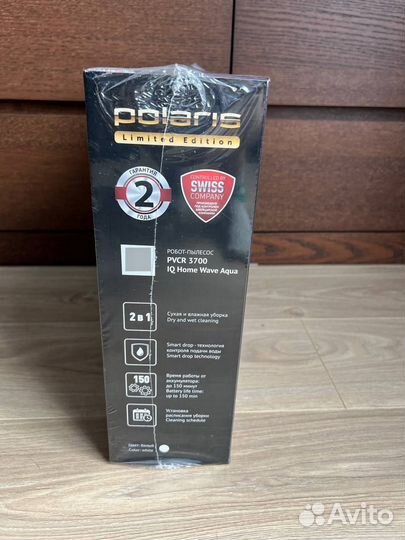 polaris
Limited Edition
ГАРАНТИЯ
2
ГОДА
CONTROLLED BY
SWISS
COMPANY
РОБОТ-ПЫЛЕСОС
PVCR 3700
IQ Home Wave Aqua
2 в 1
Сухая и влажная уборка
Dry and wet cleaning
Smart drop - технология
контроля подачи воды
Smart drop technology
150
Время работы от
аккумулятора:
до 150 минут
Battery life time:
up to 150 min
Установка
расписания уборки
Cleaning schedule
Цвет: белый
Color: white
Avito